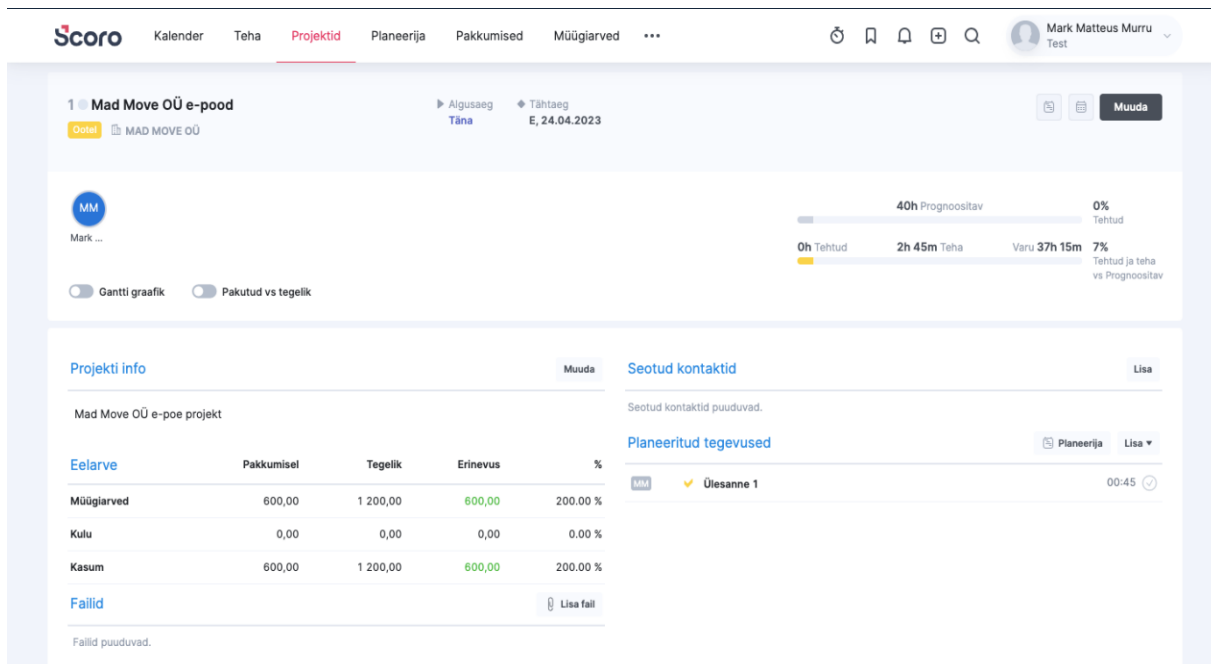 Scoro Kalender Teha Projektid Planeerija Pakkumised Müügiarved ••• Mark Matteus Murru
Test
1 Mad Move OÜ e-pood Algusaeg Tähtaeg Muuda
Täna E, 24.04.2023
Ootel MAD MOVE OÜ
MM
Mark ...
40h Prognoositav 0%
Tehtud
0h Tehtud 2h 45m Teha Varu 37h 15m 7%
Tehtud ja teha
vs Prognoositav
Gantti graafik Pakutud vs tegelik
Projekti info Muuda
Mad Move OÜ e-poe projekt
Eelarve Pakkumisel Tegelik Erinevus %
Müügiarved 600,00 1 200,00 600,00 200.00 %
Kulu 0,00 0,00 0,00 0.00 %
Kasum 600,00 1 200,00 600,00 200.00 %
Failid Lisa fail
Failid puuduvad.
Seotud kontaktid Lisa
Seotud kontaktid puuduvad.
Planeeritud tegevused Planeerija Lisa ▾
MM Ülesanne 1 00:45